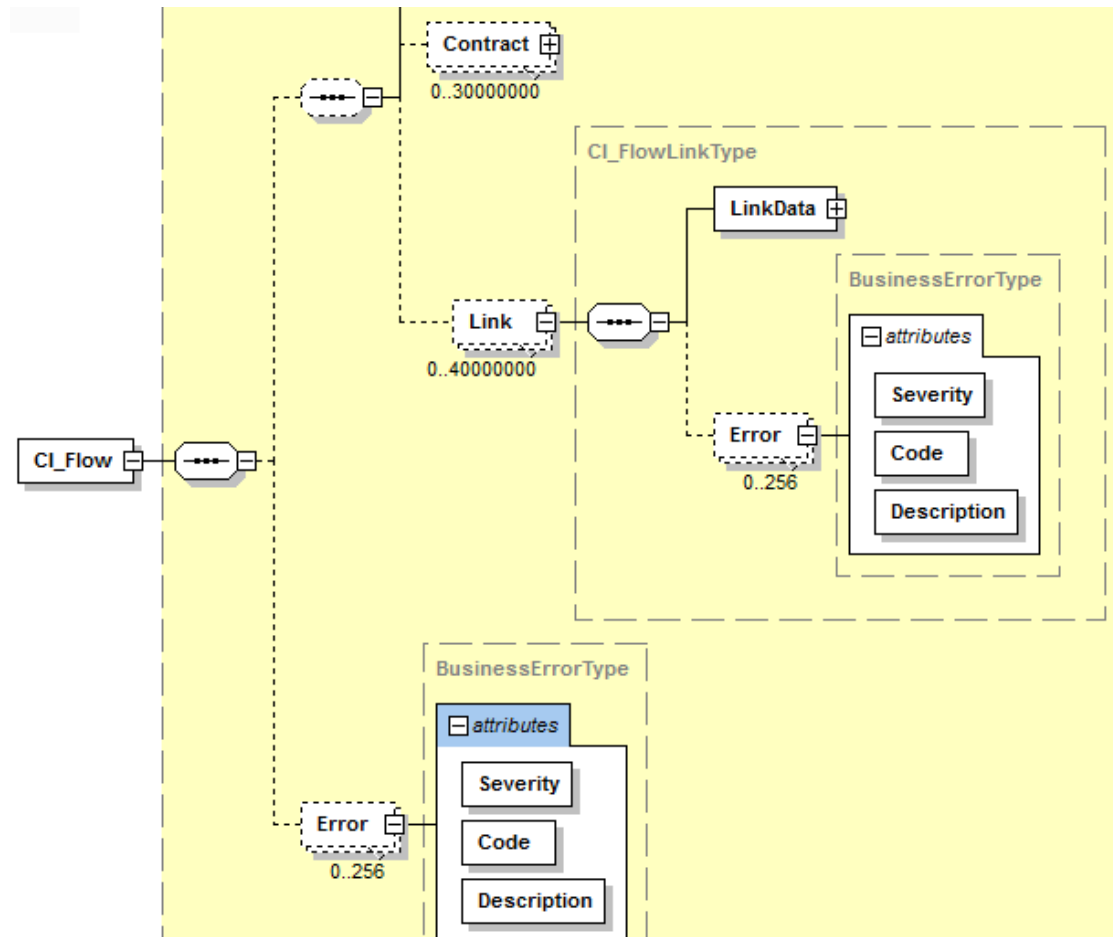 Contract
0..30000000
CI_FlowLinkType
LinkData
BusinessErrorType
attributes
Severity
Code
Description
Link
0..40000000
Error
0..256
CI_Flow
BusinessErrorType
attributes
Severity
Code
Description
Error
0..256